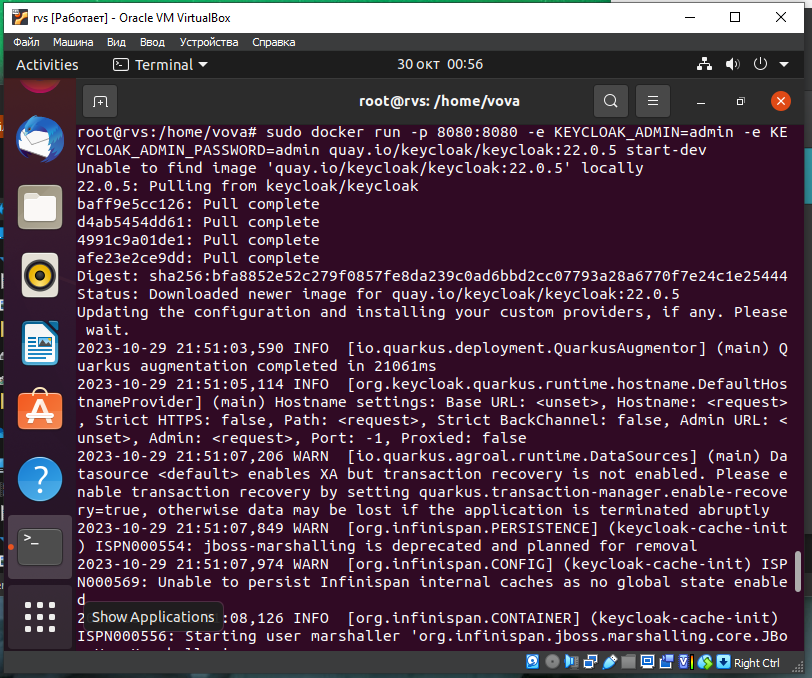 rvs [Работает] - Oracle VM VirtualBox
Файл Машина Вид Ввод Устройства Справка
Activities Terminal 30 окт 00:56
root@rvs: /home/vova
root@rvs:/home/vova# sudo docker run -p 8080:8080 -e KEYCLOAK_ADMIN=admin -e KE
YCLOAK_ADMIN_PASSWORD=admin quay.io/keycloak/keycloak:22.0.5 start-dev
Unable to find image 'quay.io/keycloak/keycloak:22.0.5' locally
22.0.5: Pulling from keycloak/keycloak
baff9e5cc126: Pull complete
d4ab5454dd61: Pull complete
4991c9a01de1: Pull complete
afe23e2ce9dd: Pull complete
Digest: sha256:bfa8852e52c279f0857fe8da239c0ad6bbd2cc07793a28a6770f7e24c1e25444
Status: Downloaded newer image for quay.io/keycloak/keycloak:22.0.5
Updating the configuration and installing your custom providers, if any. Please
 wait.
2023-10-29 21:51:03,590 INFO  [io.quarkus.deployment.QuarkusAugmentor] (main) Q
uarkus augmentation completed in 21061ms
2023-10-29 21:51:05,114 INFO  [org.keycloak.quarkus.runtime.hostname.DefaultHos
tnameProvider] (main) Hostname settings: Base URL: <unset>, Hostname: <request>
, Strict HTTPS: false, Path: <request>, Strict BackChannel: false, Admin URL: <
unset>, Admin: <request>, Port: -1, Proxied: false
2023-10-29 21:51:07,206 WARN  [io.quarkus.agroal.runtime.DataSources] (main) Da
tasource <default> enables XA but transaction recovery is not enabled. Please e
nable transaction recovery by setting quarkus.transaction-manager.enable-recove
ry=true, otherwise data may be lost if the application is terminated abruptly
2023-10-29 21:51:07,849 WARN  [org.infinispan.PERSISTENCE] (keycloak-cache-init
) ISPN000554: jboss-marshalling is deprecated and planned for removal
2023-10-29 21:51:07,974 WARN  [org.infinispan.CONFIG] (keycloak-cache-init) ISP
N000569: Unable to persist Infinispan internal caches as no global state enable
d
Show Applications :08,126 INFO  [org.infinispan.CONTAINER] (keycloak-cache-init)
ISPN000556: Starting user marshaller 'org.infinispan.jboss.marshalling.core.JBo
Right Ctrl